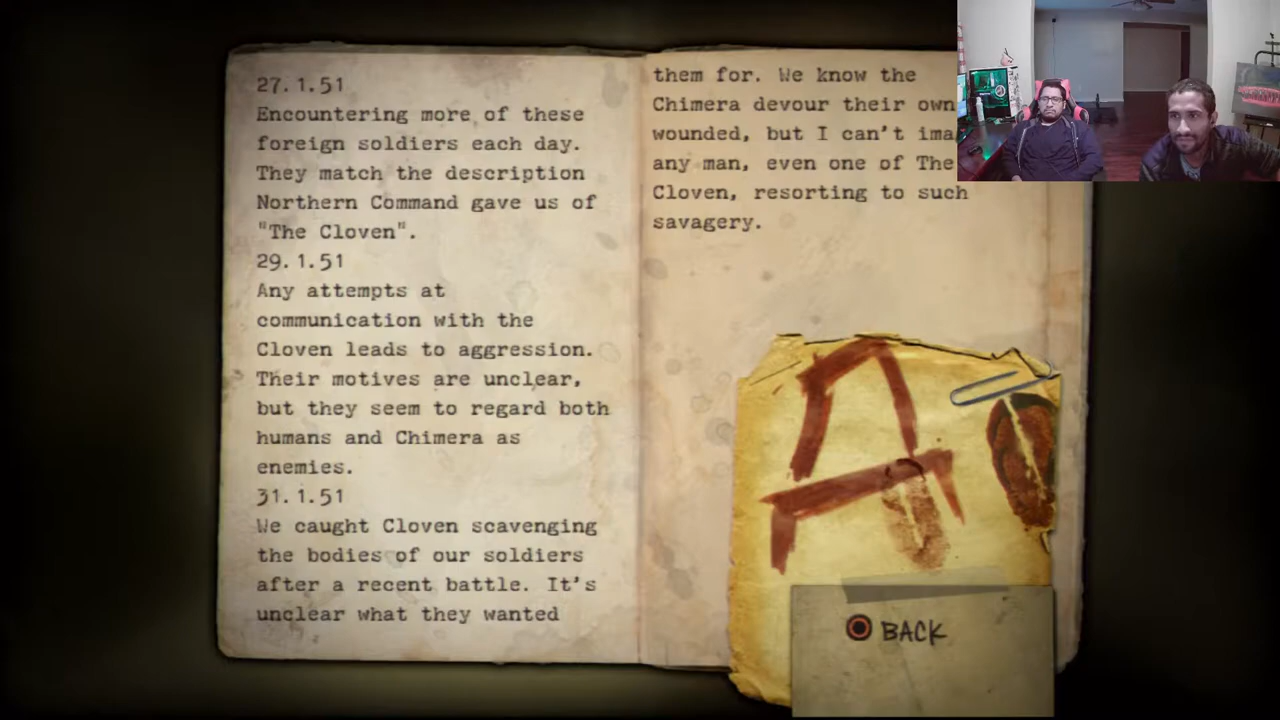 27.1.51
Encountering more of these
foreign soldiers each day.
They match the description
Northern Command gave us of
"The Cloven".
29.1.51
Any attempts at
communication with the
Cloven leads to aggression.
Their motives are unclear,
but they seem to regard both
humans and Chimera as
enemies.
31.1.51
We caught Cloven scavenging
the bodies of our soldiers
after a recent battle. It's
unclear what they wanted
them for. We know the
Chimera devour their own
wounded, but I can't
any man, even one of The
Cloven, resorting to such
savagery.
BACK